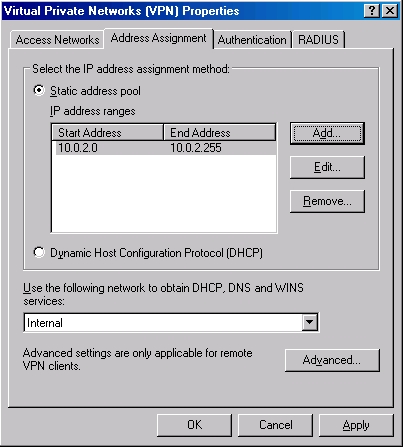 Virtual Private Networks (VPN) Properties
Access Networks Address Assignment Authentication RADIUS
Select the IP address assignment method:
Static address pool
IP address ranges
Start Address End Address
10.0.2.0 10.0.2.255
Add...
Edit...
Remove...
Dynamic Host Configuration Protocol (DHCP)
Use the following network to obtain DHCP, DNS and WINS
services:
Internal
Advanced settings are only applicable for remote
VPN clients.
Advanced...
OK Cancel Apply